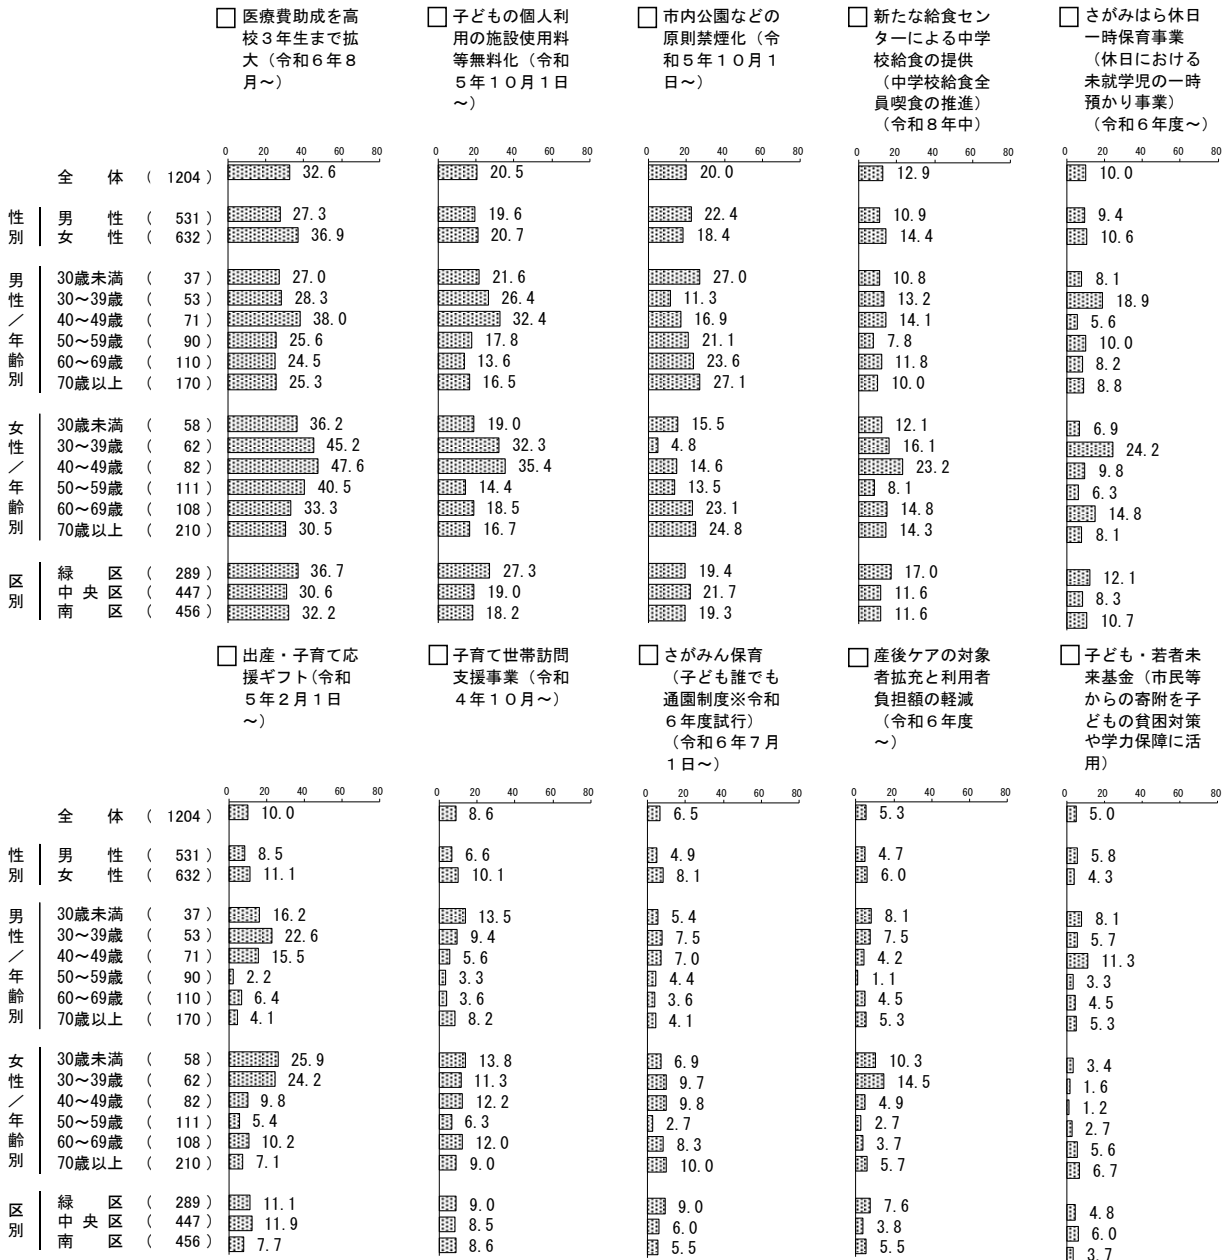 医療費助成を高
校３年生まで拡
大（令和６年８
月～）
子どもの個人利
用の施設使用料
等無料化（令和
５年10月１日
～）
市内公園などの
原則禁煙化（令
和５年10月１
日～）
新たな給食セン
ターによる中学
校給食の提供
（中学校給食全
員喫食の推進）
（令和８年中）
さがみはら休日
一時保育事業
（休日における
未就学児の一時
預かり事業）
（令和６年度～）
0 20 40 60 80 0 20 40 60 80 0 20 40 60 80 0 20 40 60 80 0 20 40 60 80
全体 （ 1204 ） 32.6 20.5 20.0 12.9 10.0
性別
男性 （ 531 ） 27.3 19.6 22.4 10.9 9.4
女性 （ 632 ） 36.9 20.7 18.4 14.4 10.6
男性／年齢別
30歳未満 （ 37 ） 27.0 21.6 27.0 10.8 8.1
30～39歳 （ 53 ） 28.3 26.4 11.3 13.2 18.9
40～49歳 （ 71 ） 38.0 32.4 16.9 14.1 5.6
50～59歳 （ 90 ） 25.6 17.8 21.1 7.8 10.0
60～69歳 （ 110 ） 24.5 13.6 23.6 11.8 8.2
70歳以上 （ 170 ） 25.3 16.5 27.1 10.0 8.8
女性／年齢別
30歳未満 （ 58 ） 36.2 19.0 15.5 12.1 6.9
30～39歳 （ 62 ） 45.2 32.3 4.8 16.1 24.2
40～49歳 （ 82 ） 47.6 35.4 14.6 23.2 9.8
50～59歳 （ 111 ） 40.5 14.4 13.5 8.1 6.3
60～69歳 （ 108 ） 33.3 18.5 23.1 14.8 14.8
70歳以上 （ 210 ） 30.5 16.7 24.8 14.3 8.1
区別
緑区 （ 289 ） 36.7 27.3 19.4 17.0 12.1
中央区 （ 447 ） 30.6 19.0 21.7 11.6 8.3
南区 （ 456 ） 32.2 18.2 19.3 11.6 10.7
出産・子育て応
援ギフト（令和
５年２月１日
～）
子育て世帯訪問
支援事業（令和
４年10月～）
さがみん保育
（子ども誰でも
通園制度※令和
６年度試行）
（令和６年７月
１日～）
産後ケアの対象
者拡充と利用者
負担額の軽減
（令和６年度
～）
子ども・若者未
来基金（市民等
からの寄附を子
どもの貧困対策
や学力保障に活
用）
0 20 40 60 80 0 20 40 60 80 0 20 40 60 80 0 20 40 60 80 0 20 40 60 80
全体 （ 1204 ） 10.0 8.6 6.5 5.3 5.0
性別
男性 （ 531 ） 8.5 6.6 4.9 4.7 5.8
女性 （ 632 ） 11.1 10.1 8.1 6.0 4.3
男性／年齢別
30歳未満 （ 37 ） 16.2 13.5 5.4 8.1 8.1
30～39歳 （ 53 ） 22.6 9.4 7.5 7.5 5.7
40～49歳 （ 71 ） 15.5 5.6 7.0 4.2 11.3
50～59歳 （ 90 ） 2.2 3.3 4.4 1.1 3.3
60～69歳 （ 110 ） 6.4 3.6 3.6 4.5 4.5
70歳以上 （ 170 ） 4.1 8.2 4.1 5.3 5.3
女性／年齢別
30歳未満 （ 58 ） 25.9 13.8 6.9 10.3 3.4
30～39歳 （ 62 ） 24.2 11.3 9.7 14.5 1.6
40～49歳 （ 82 ） 9.8 12.2 9.8 4.9 1.2
50～59歳 （ 111 ） 5.4 6.3 2.7 2.7 2.7
60～69歳 （ 108 ） 10.2 12.0 8.3 3.7 5.6
70歳以上 （ 210 ） 7.1 9.0 10.0 5.7 6.7
区別
緑区 （ 289 ） 11.1 9.0 9.0 7.6 4.8
中央区 （ 447 ） 11.9 8.5 6.0 3.8 6.0
南区 （ 456 ） 7.7 8.6 5.5 5.5 3.7